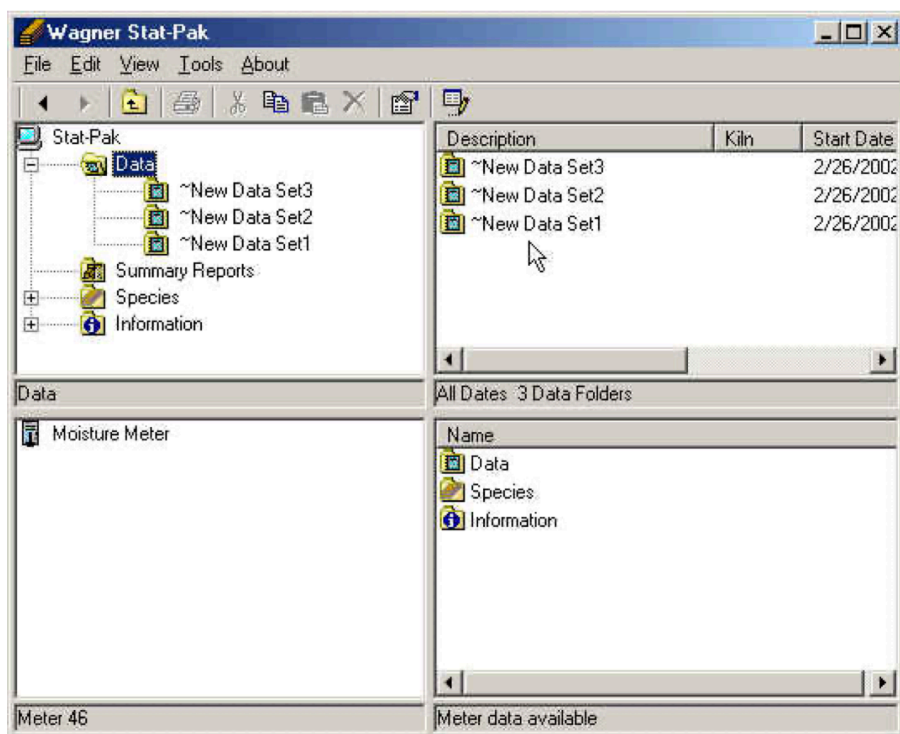 Wagner Stat-Pak
File Edit View Tools About
Stat-Pak
Data
~New Data Set3
~New Data Set2
~New Data Set1
Summary Reports
Species
Information
Data
Description Kiln Start Date
~New Data Set3 2/26/2002
~New Data Set2 2/26/2002
~New Data Set1 2/26/2002
All Dates 3 Data Folders
Moisture Meter
Meter 46
Name
Data
Species
Information
Meter data available